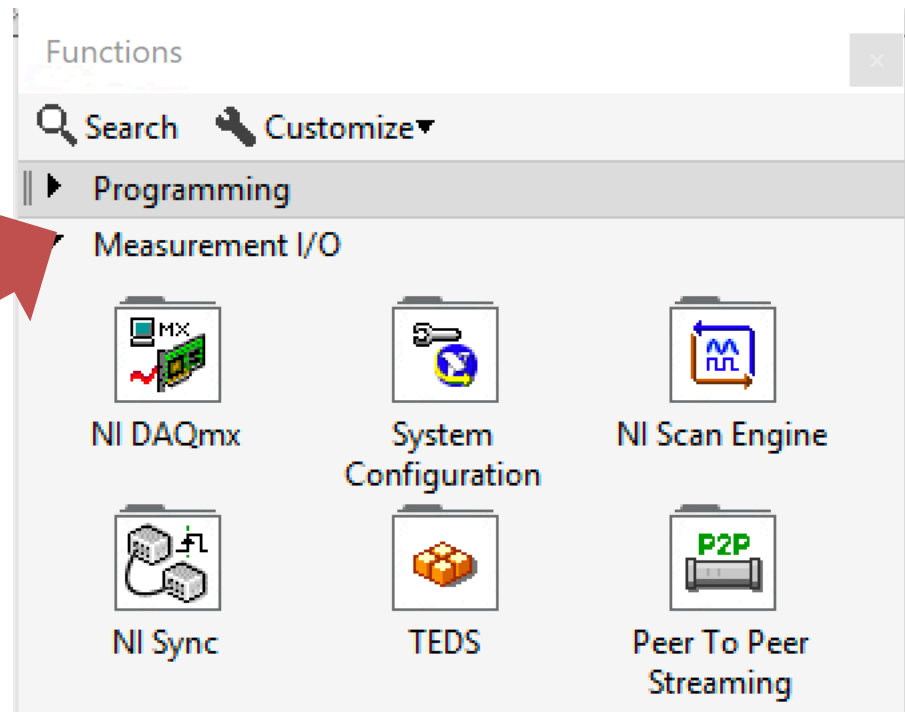 Functions
Search Customize
Programming
Measurement I/O
MX
NI DAQmx
System
Configuration
NI Scan Engine
P2P
NI Sync
TEDS
Peer To Peer
Streaming